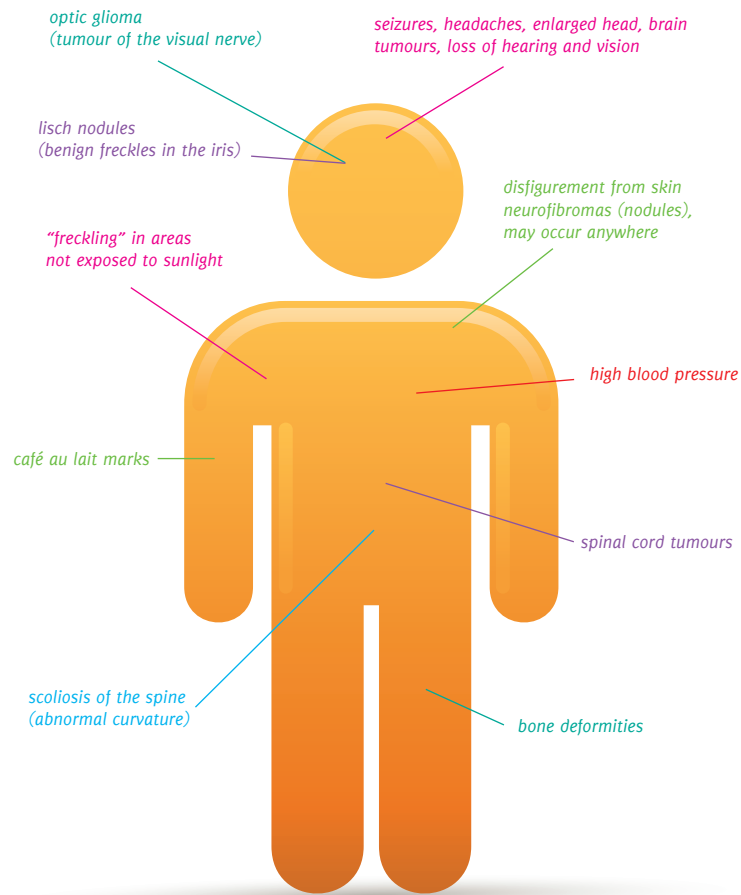 optic glioma
(tumour of the visual nerve)
seizures, headaches, enlarged head, brain
tumours, loss of hearing and vision
lisch nodules
(benign freckles in the iris)
disfigurement from skin
neurofibromas (nodules),
may occur anywhere
“freckling” in areas
not exposed to sunlight
high blood pressure
café au lait marks
spinal cord tumours
scoliosis of the spine
(abnormal curvature)
bone deformities